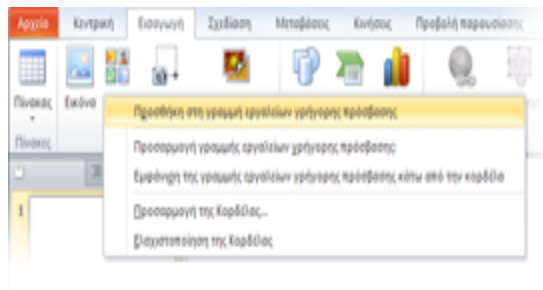 Αρχείο Κεντρική Εισαγωγή Σχεδίαση Μεταβάσεις Κινήσεις Προβολή παρουσίασης
Πίνακας Εικόνα
Πίνακες
Προσθήκη στη γραμμή εργαλείων γρήγορης πρόσβασης
Προσαρμογή γραμμής εργαλείων γρήγορης πρόσβασης:
Εμφάνιση της γραμμής εργαλείων γρήγορης πρόσβασης κάτω από την κορδέλα
1
Προσαρμογή της Κορδέλας...
Ελαχιστοποίηση της Κορδέλας